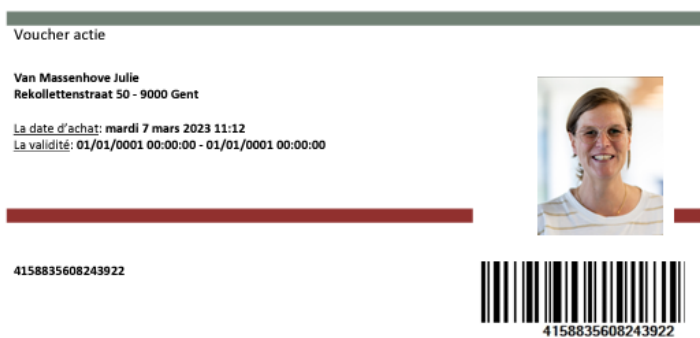 Voucher actie
Van Massenhove Julie
Rekollettenstraat 50 - 9000 Gent
La date d'achat: mardi 7 mars 2023 11:12
La validité: 01/01/0001 00:00:00 - 01/01/0001 00:00:00
4158835608243922
4158835608243922